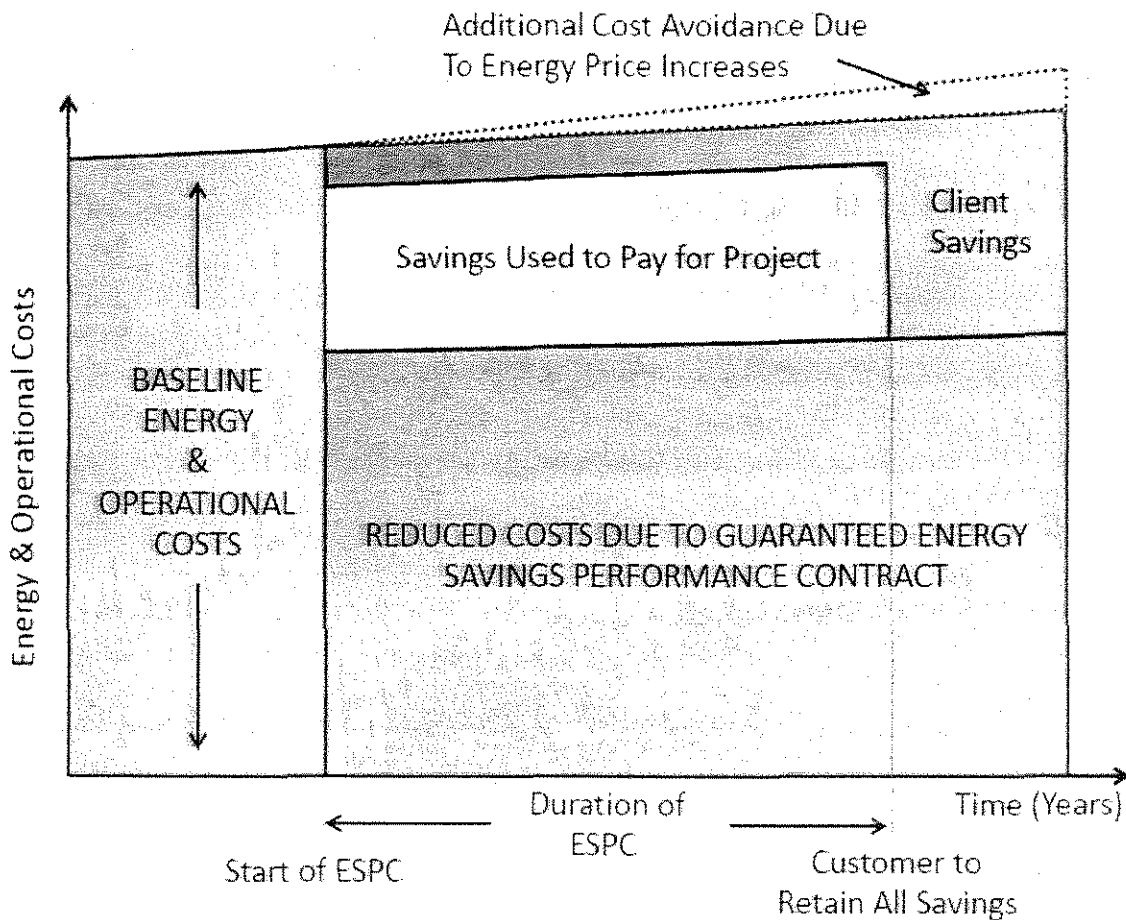 Additional Cost Avoidance Due
To Energy Price Increases
Energy & Operational Costs
BASELINE
ENERGY
&
OPERATIONAL
COSTS
Savings Used to Pay for Project
Client
Savings
REDUCED COSTS DUE TO GUARANTEED ENERGY
SAVINGS PERFORMANCE CONTRACT
Duration of
ESPC
Time (Years)
Start of ESPC
Customer to
Retain All Savings